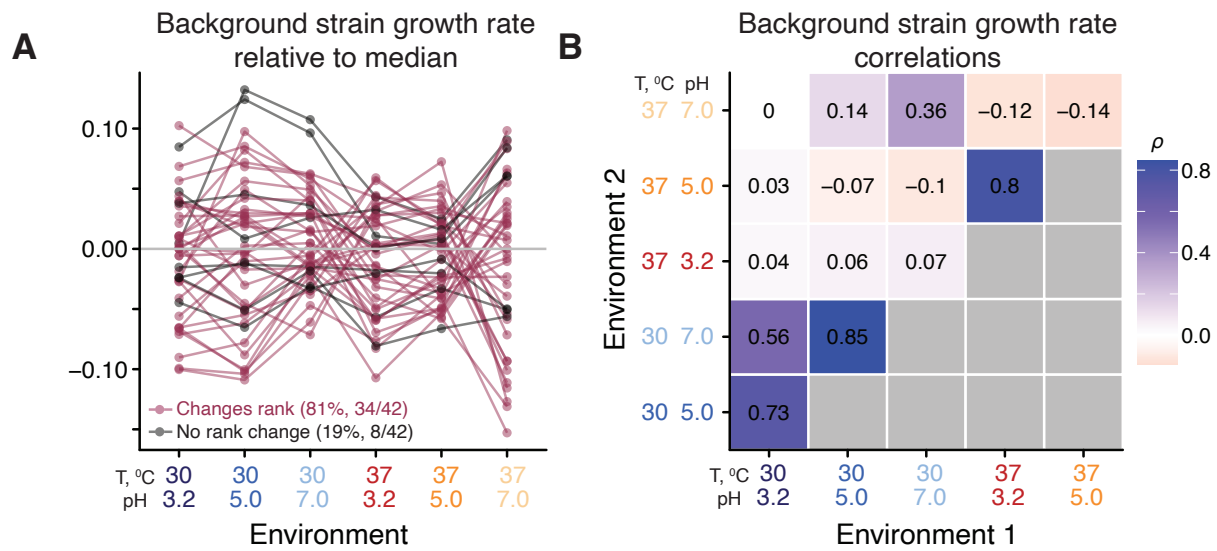 A
Background strain growth rate
relative to median
0.10
0.00
−0.10
Changes rank (81%, 34/42)
No rank change (19%, 8/42)
T, ºC 30 30 30 37 37 37
pH 3.2 5.0 7.0 3.2 5.0 7.0
Environment
B
Background strain growth rate
correlations
T, ºC pH
37 7.0 0 0.14 0.36 −0.12 −0.14
37 5.0 0.03 −0.07 −0.1 0.8
37 3.2 0.04 0.06 0.07
30 7.0 0.56 0.85
30 5.0 0.73
Environment 2
T, ºC 30 30 30 37 37
pH 3.2 5.0 7.0 3.2 5.0
Environment 1
ρ
0.8
0.4
0.0